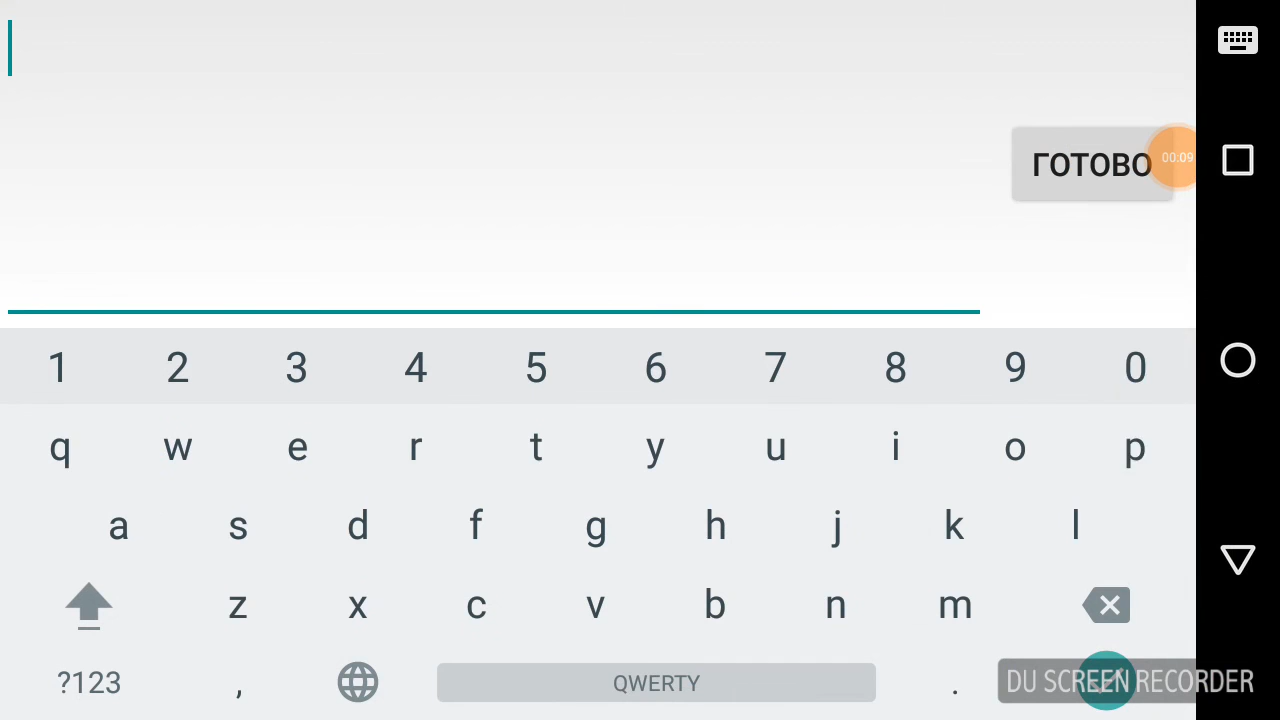 ГОТОВО
00:09
1 2 3 4 5 6 7 8 9 0
q w e r t y u i o p
a s d f g h j k l
z x c v b n m
?123 , QWERTY .
DU SCREEN RECORDER